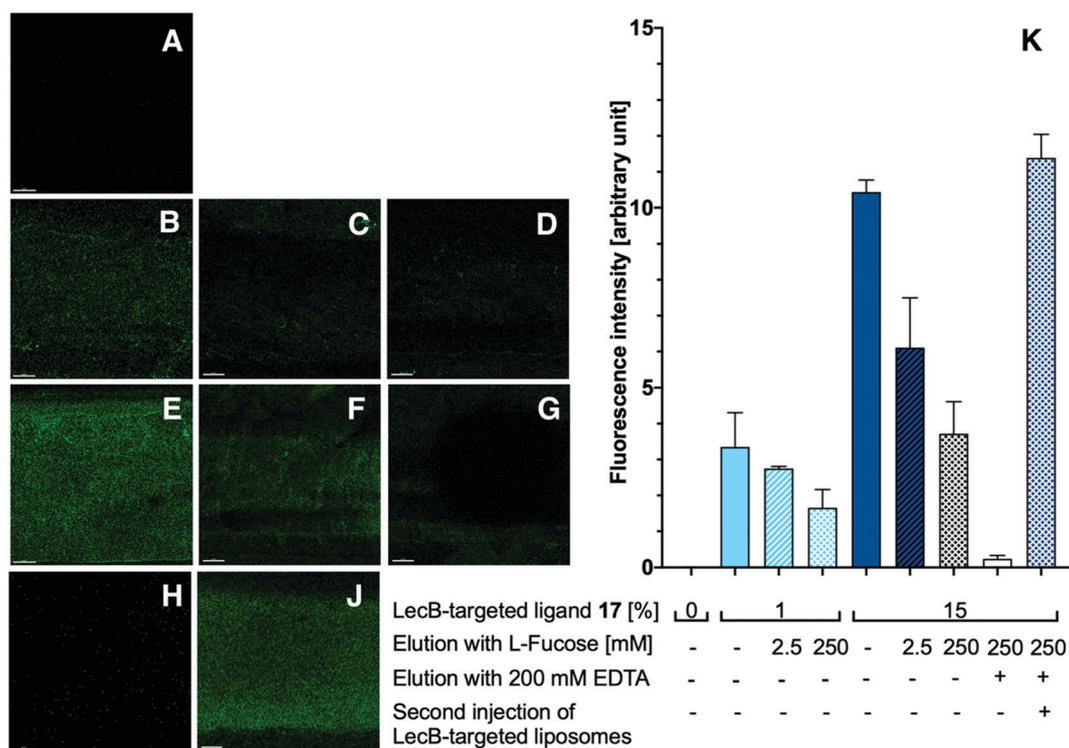 A
B
C
D
E
F
G
H
J
K
Fluorescence intensity [arbitrary unit]
15
10
5
0
LecB-targeted ligand 17 [%] 0 1 15
Elution with L-Fucose [mM] - - 2.5 250 - 2.5 250 250 250
Elution with 200 mM EDTA - - - - - - - + +
Second injection of
LecB-targeted liposomes - - - - - - - - +